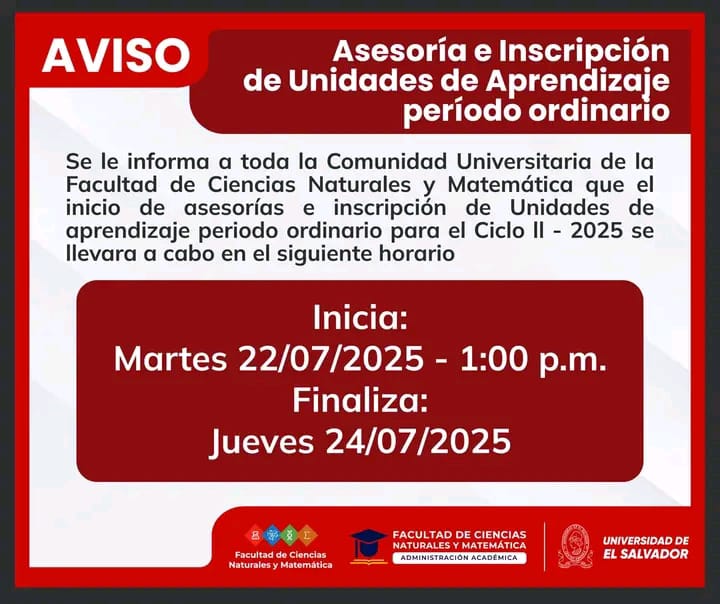 AVISO
Asesoría e Inscripción
de Unidades de Aprendizaje
período ordinario
Se le informa a toda la Comunidad Universitaria de la
Facultad de Ciencias Naturales y Matemática que el
inicio de asesorías e inscripción de Unidades de
aprendizaje periodo ordinario para el Ciclo II - 2025 se
llevara a cabo en el siguiente horario
Inicia:
Martes 22/07/2025 - 1:00 p.m.
Finaliza:
Jueves 24/07/2025
Facultad de Ciencias
Naturales y Matemática
FACULTAD DE CIENCIAS
NATURALES Y MATEMÁTICA
ADMINISTRACIÓN ACADÉMICA
UNIVERSIDAD DE
EL SALVADOR